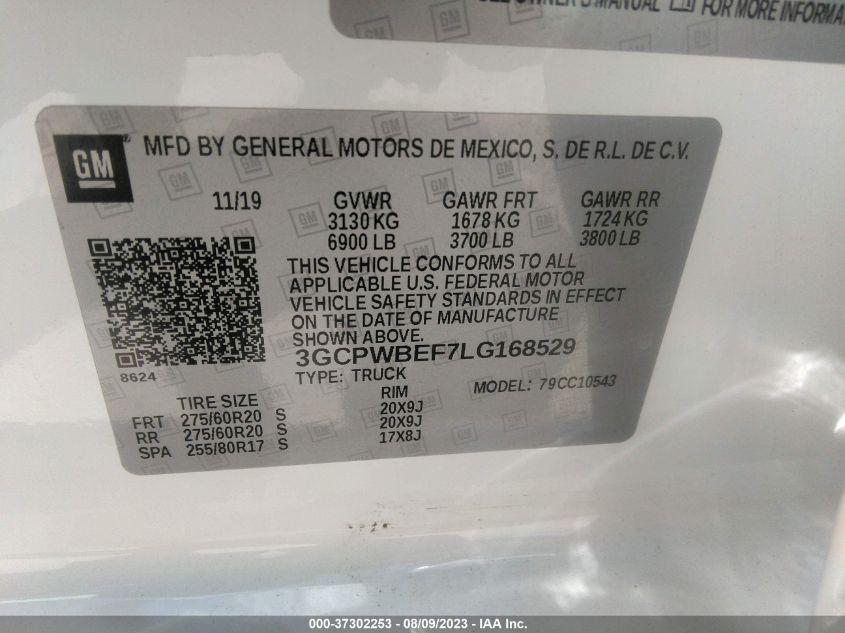 OWNER'S MANUAL FOR MORE INFORMA
GM
MFD BY GENERAL MOTORS DE MEXICO, S. DE R.L. DE C.V.
11/19 GVWR GAWR FRT GAWR RR
3130 KG 1678 KG 1724 KG
6900 LB 3700 LB 3800 LB
THIS VEHICLE CONFORMS TO ALL
APPLICABLE U.S. FEDERAL MOTOR
VEHICLE SAFETY STANDARDS IN EFFECT
ON THE DATE OF MANUFACTURE
SHOWN ABOVE.
8624 3GCPWBEF7LG168529
TYPE: TRUCK MODEL: 79CC10543
TIRE SIZE RIM
FRT 275/60R20 S 20X9J
RR 275/60R20 S 20X9J
SPA 255/80R17 S 17X8J
000-37302253 - 08/09/2023 - IAA Inc.